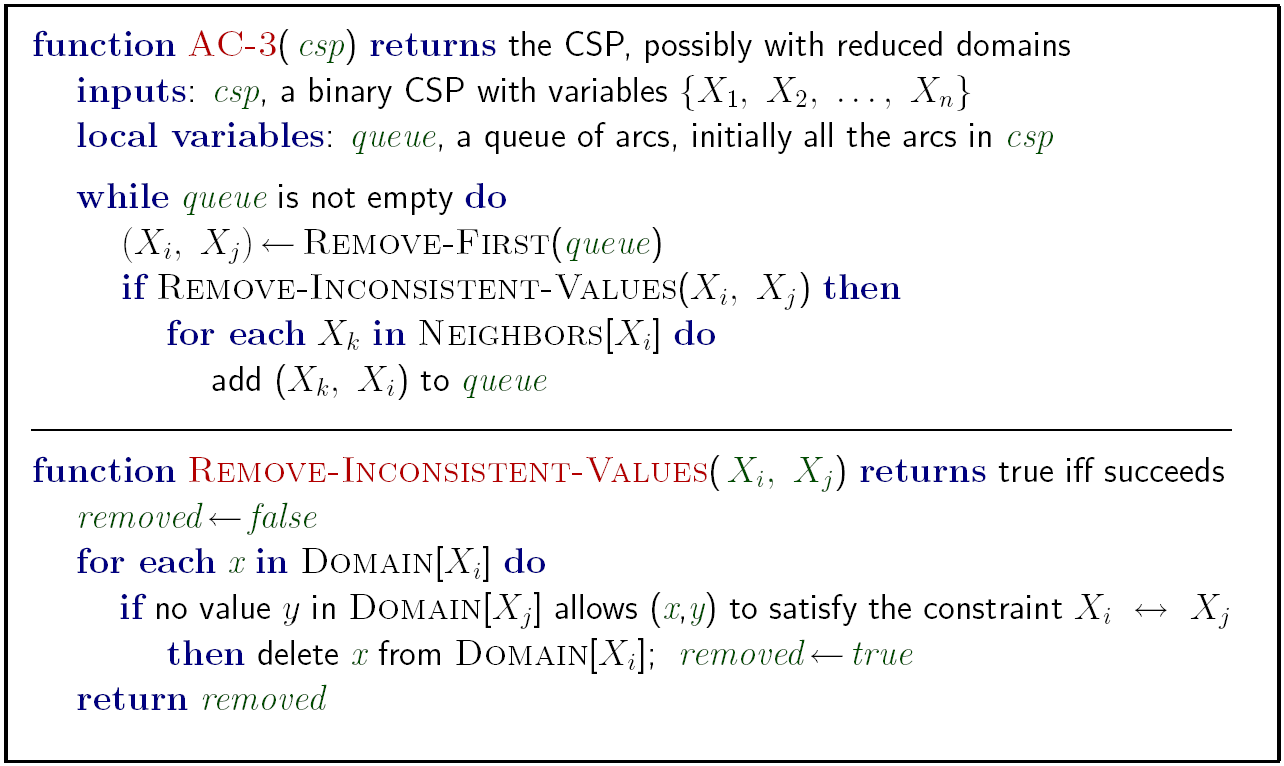 function AC-3( csp) returns the CSP, possibly with reduced domains
inputs: csp, a binary CSP with variables {X₁, X₂, ..., Xₙ}
local variables: queue, a queue of arcs, initially all the arcs in csp
while queue is not empty do
(Xᵢ, Xⱼ) ← REMOVE-FIRST(queue)
if REMOVE-INCONSISTENT-VALUES(Xᵢ, Xⱼ) then
for each Xₖ in NEIGHBORS[Xᵢ] do
add (Xₖ, Xᵢ) to queue
function REMOVE-INCONSISTENT-VALUES( Xᵢ, Xⱼ) returns true iff succeeds
removed ← false
for each x in DOMAIN[Xᵢ] do
if no value y in DOMAIN[Xⱼ] allows (x,y) to satisfy the constraint Xᵢ ↔ Xⱼ
then delete x from DOMAIN[Xᵢ]; removed ← true
return removed